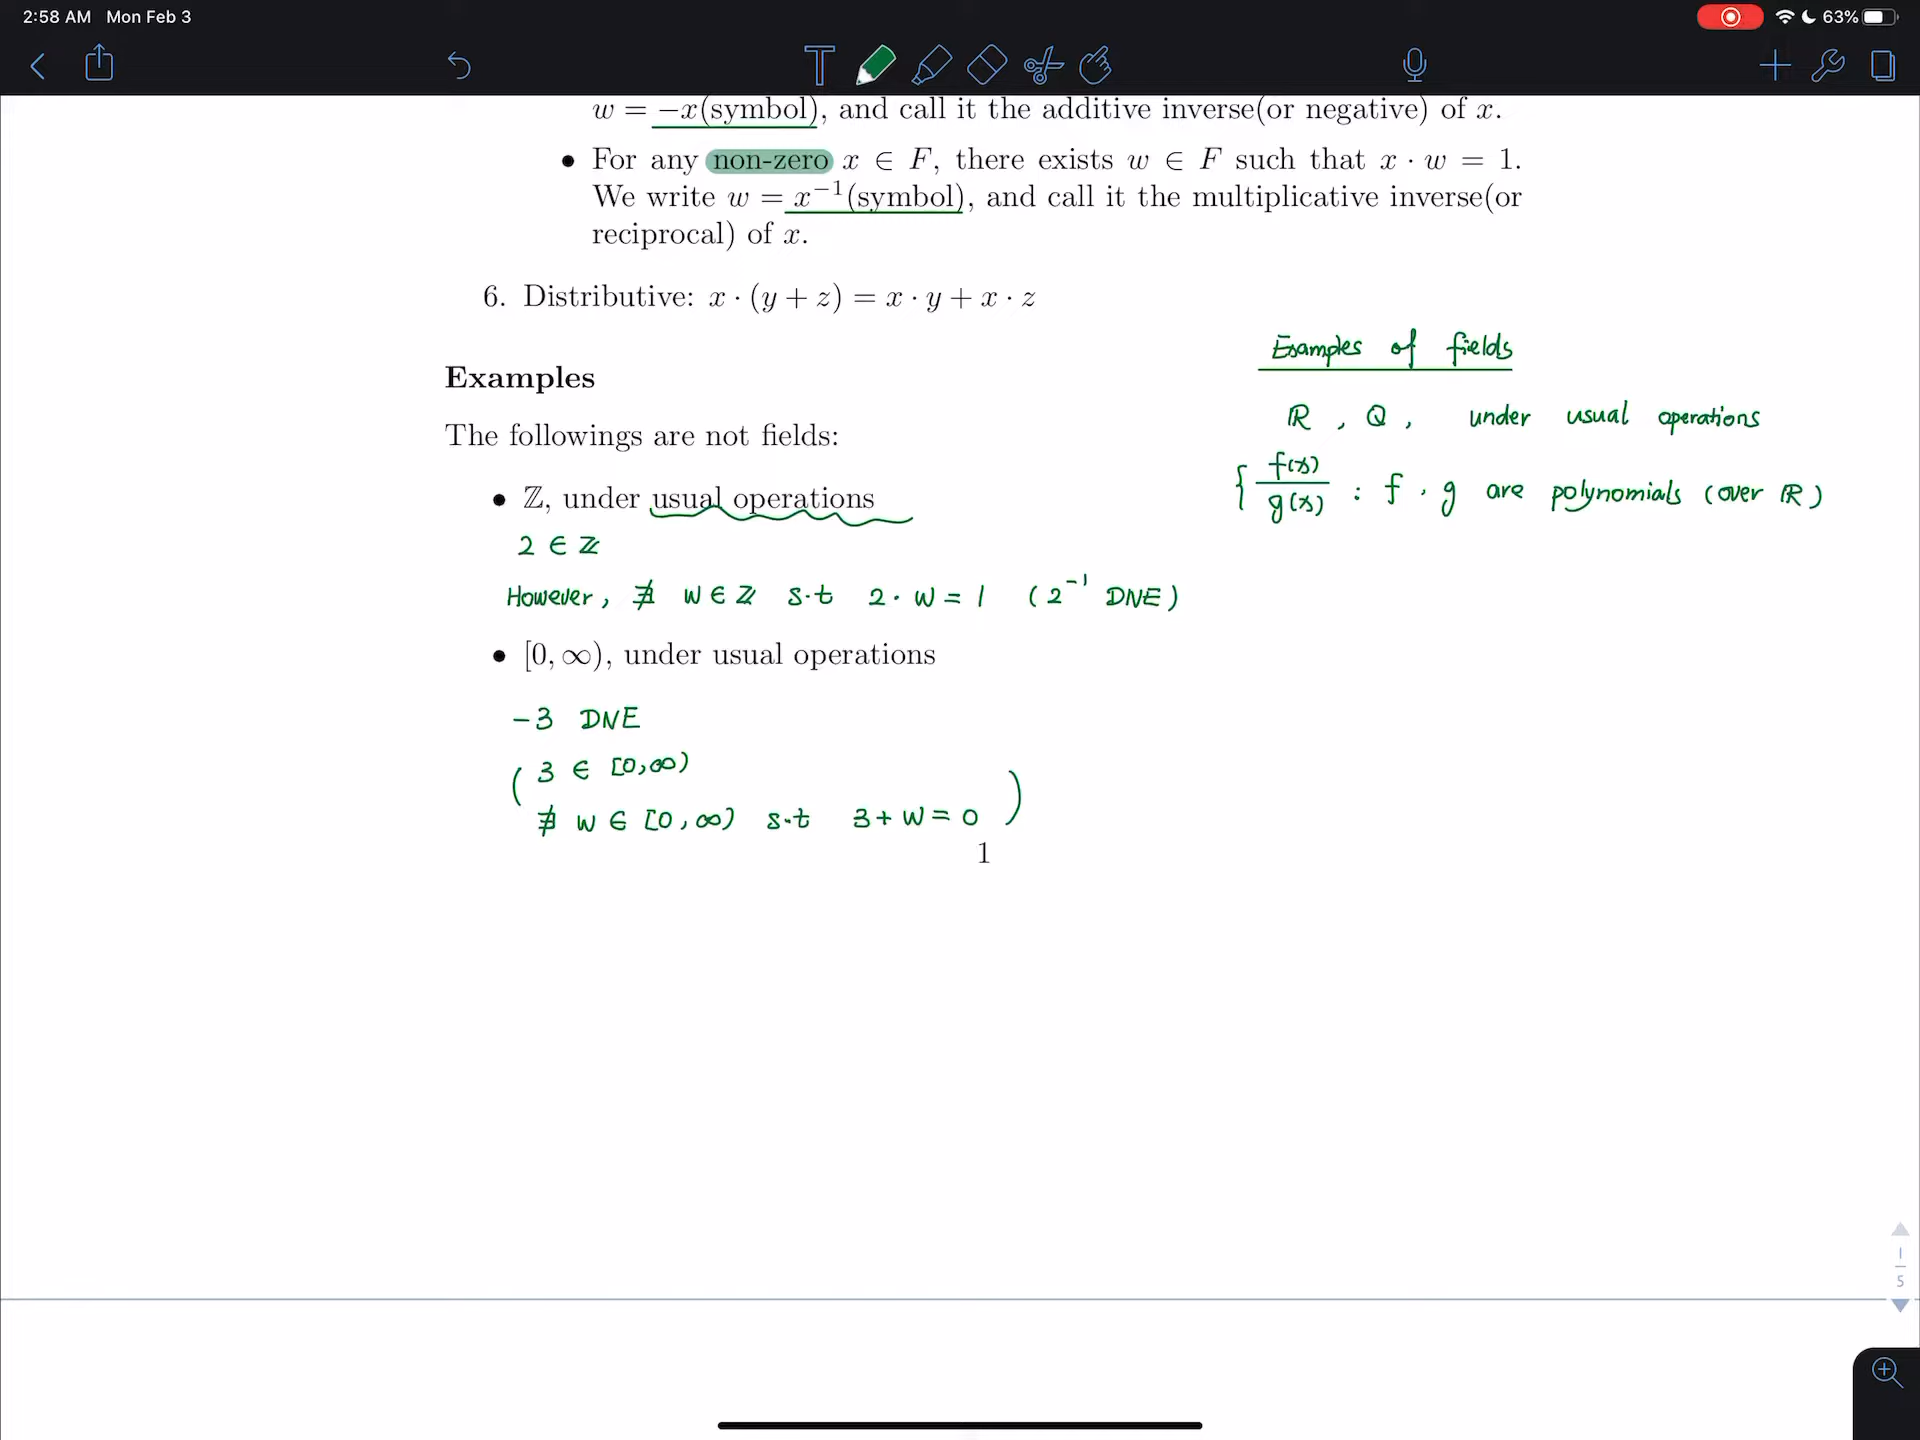 2:58 AM Mon Feb 3
63%
w = −x(symbol), and call it the additive inverse(or negative) of x.
• For any non-zero x ∈ F, there exists w ∈ F such that x · w = 1.
We write w = x⁻¹(symbol), and call it the multiplicative inverse(or
reciprocal) of x.
6. Distributive: x · (y + z) = x · y + x · z
Examples
The followings are not fields:
• ℤ, under usual operations
2 ∈ ℤ
However, ∄ w ∈ ℤ s.t 2 · w = 1 (2⁻¹ DNE)
• [0, ∞), under usual operations
−3 DNE
( 3 ∈ [0, ∞)
∄ w ∈ [0, ∞) s.t 3 + w = 0 )
1
Examples of fields
ℝ, Q, under usual operations
{ f(x)/g(x) : f, g are polynomials (over ℝ)
1
5